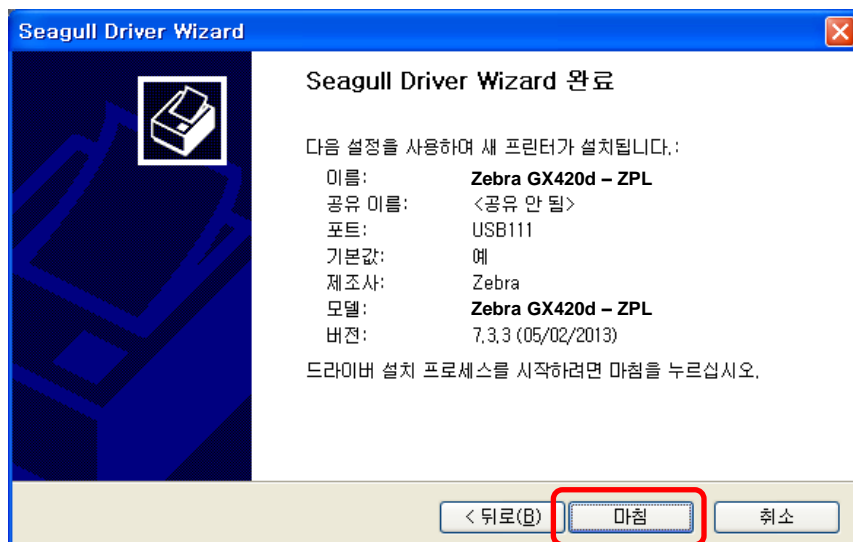 Seagull Driver Wizard
Seagull Driver Wizard 완료
다음 설정을 사용하여 새 프린터가 설치됩니다.:
이름: Zebra GX420d – ZPL
공유 이름: <공유 안 됨>
포트: USB111
기본값: 예
제조사: Zebra
모델: Zebra GX420d – ZPL
버전: 7.3.3 (05/02/2013)
드라이버 설치 프로세스를 시작하려면 마침을 누르십시오.
< 뒤로(B) 마침 취소